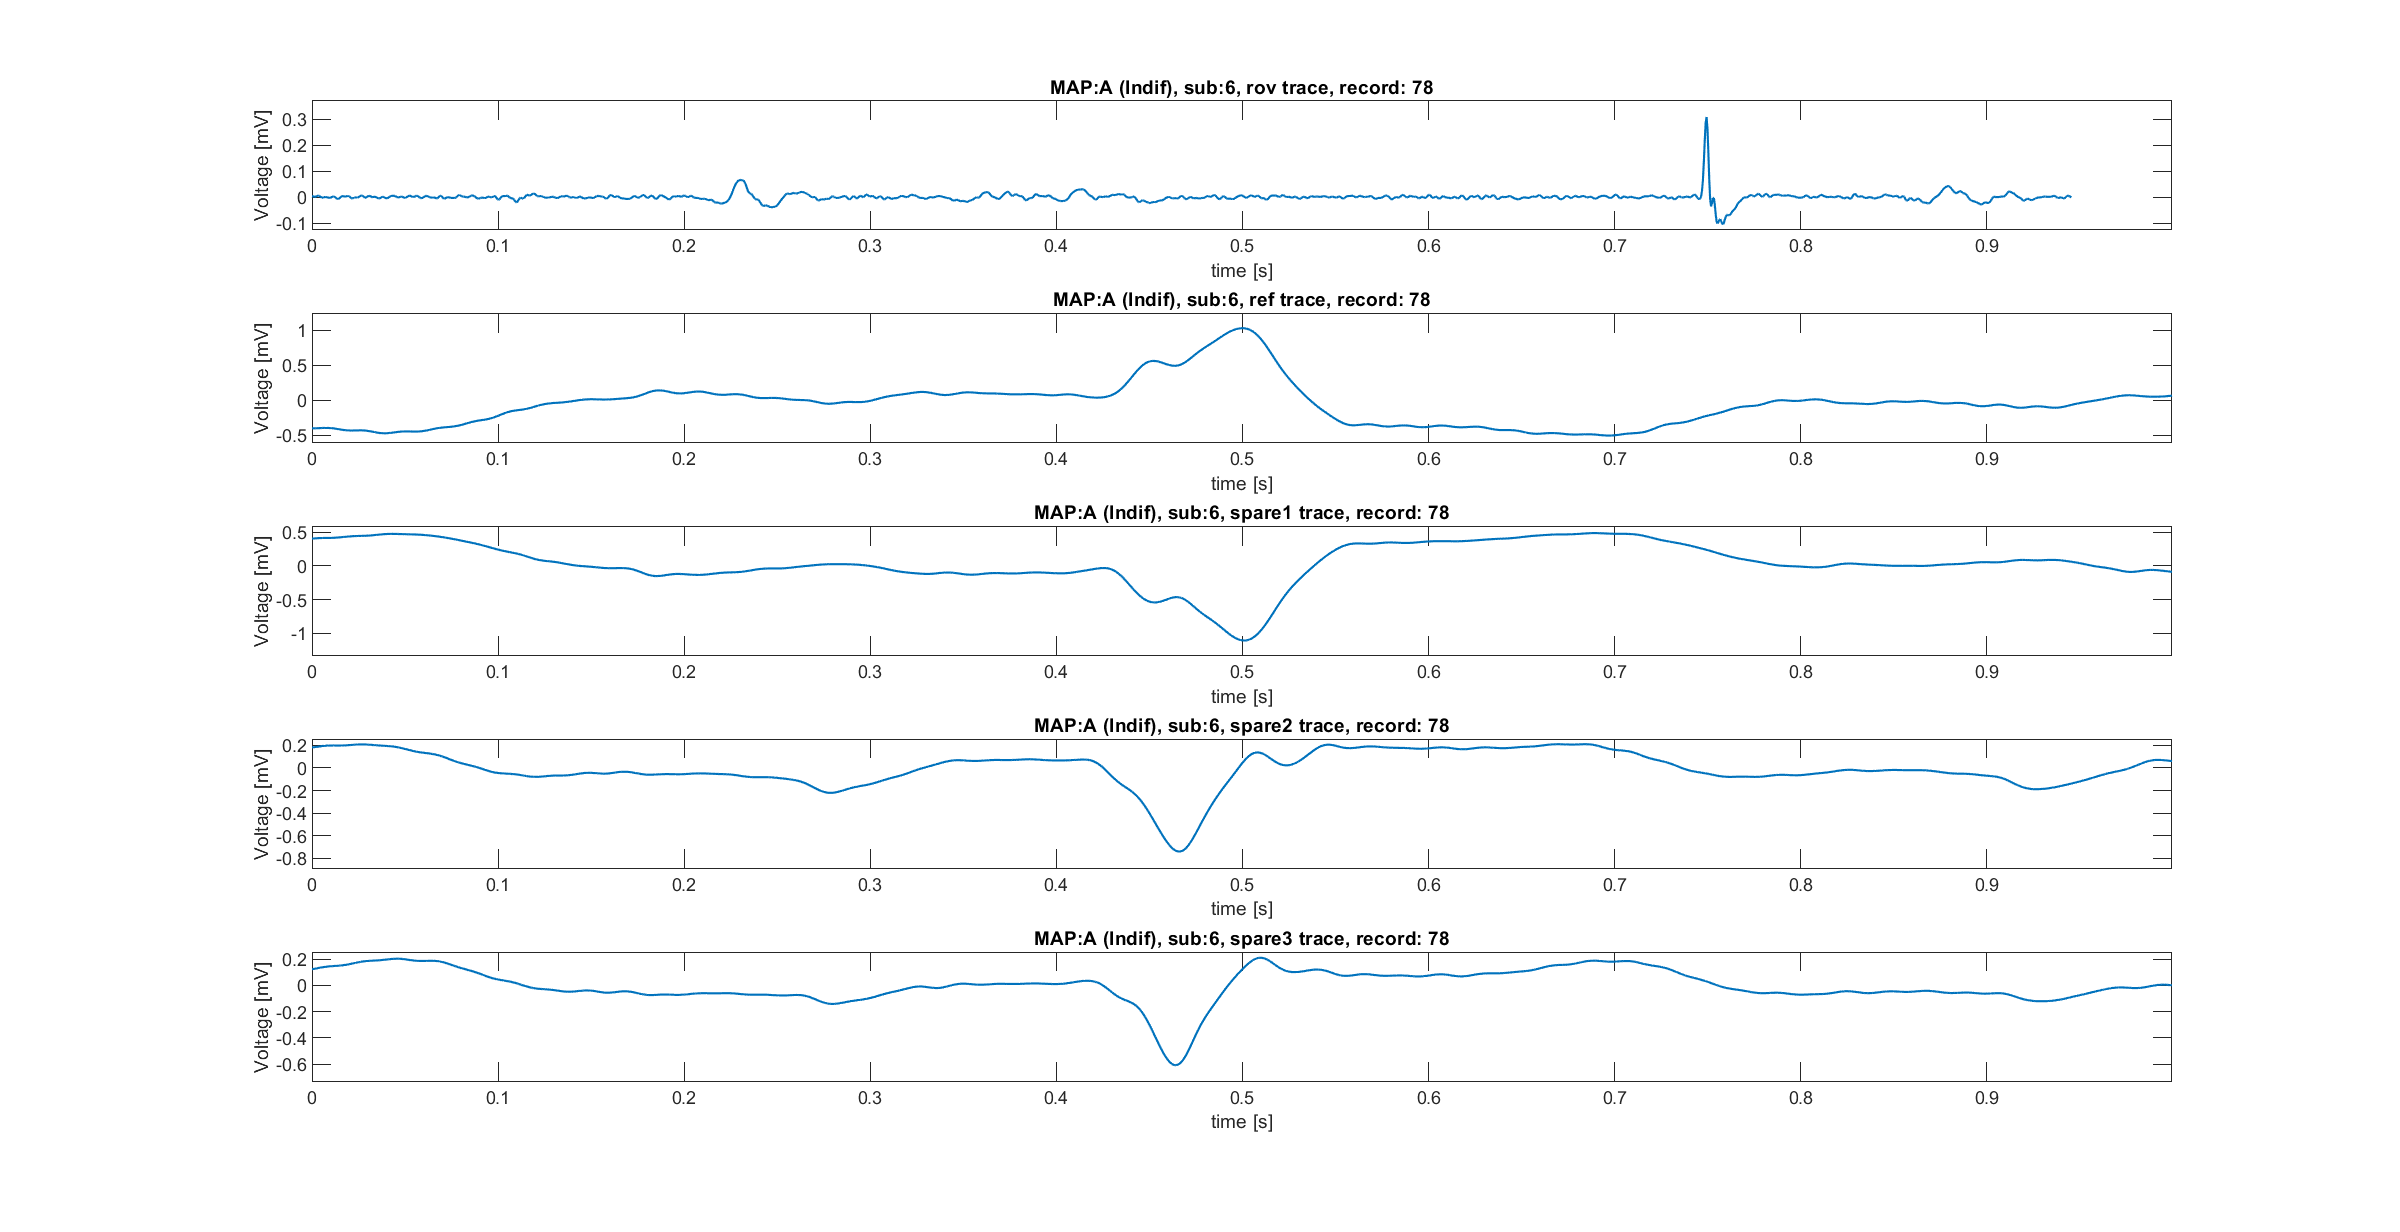 MAP:A (Indif), sub:6, rov trace, record: 78
Voltage [mV]
0.3
0.2
0.1
0
-0.1
0 0.1 0.2 0.3 0.4 0.5 0.6 0.7 0.8 0.9
time [s]
MAP:A (Indif), sub:6, ref trace, record: 78
Voltage [mV]
1
0.5
0
-0.5
0 0.1 0.2 0.3 0.4 0.5 0.6 0.7 0.8 0.9
time [s]
MAP:A (Indif), sub:6, spare1 trace, record: 78
Voltage [mV]
0.5
0
-0.5
-1
0 0.1 0.2 0.3 0.4 0.5 0.6 0.7 0.8 0.9
time [s]
MAP:A (Indif), sub:6, spare2 trace, record: 78
Voltage [mV]
0.2
0
-0.2
-0.4
-0.6
-0.8
0 0.1 0.2 0.3 0.4 0.5 0.6 0.7 0.8 0.9
time [s]
MAP:A (Indif), sub:6, spare3 trace, record: 78
Voltage [mV]
0.2
0
-0.2
-0.4
-0.6
0 0.1 0.2 0.3 0.4 0.5 0.6 0.7 0.8 0.9
time [s]